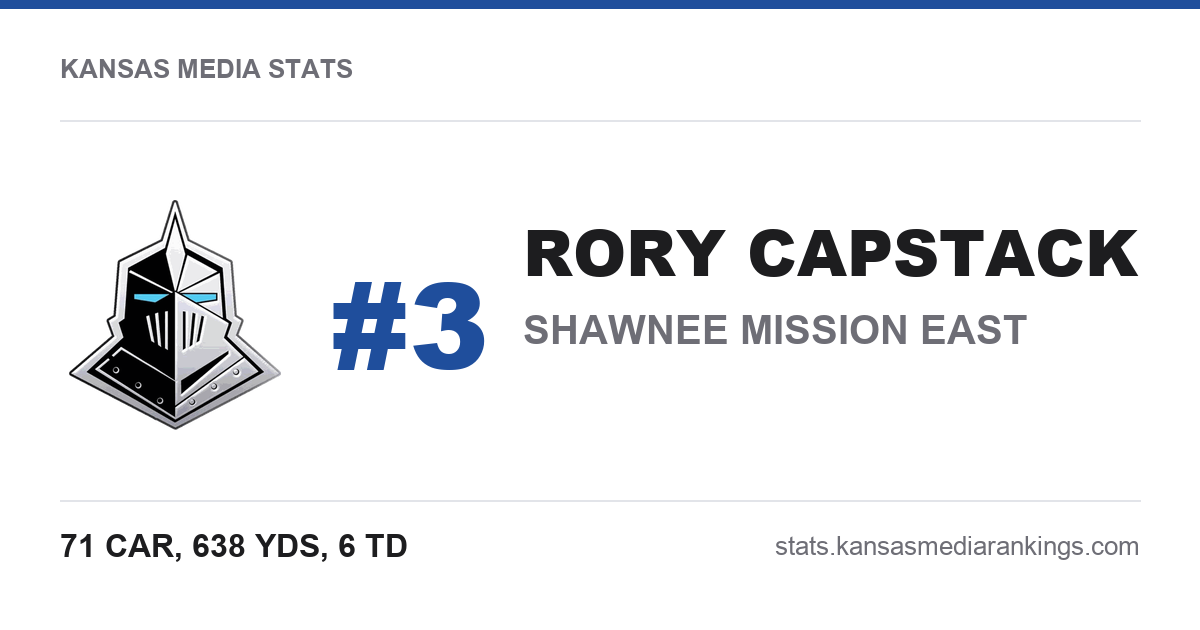 KANSAS MEDIA STATS
#3
RORY CAPSTACK
SHAWNEE MISSION EAST
71 CAR, 638 YDS, 6 TD
stats.kansasmediarankings.com